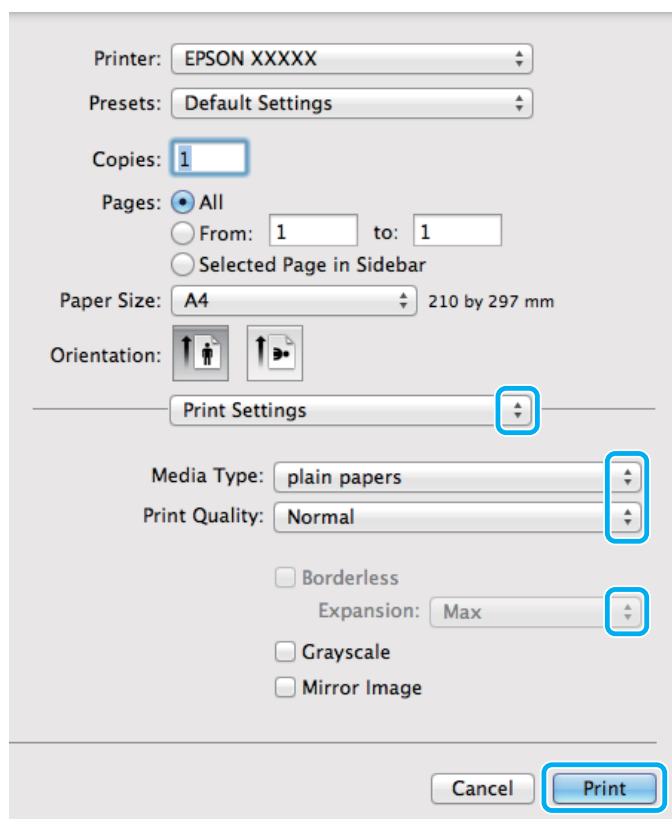 Printer: EPSON XXXXX
Presets: Default Settings
Copies: 1
Pages: All
From: 1 to: 1
Selected Page in Sidebar
Paper Size: A4 210 by 297 mm
Orientation:
Print Settings
Media Type: plain papers
Print Quality: Normal
Borderless
Expansion: Max
Grayscale
Mirror Image
Cancel Print